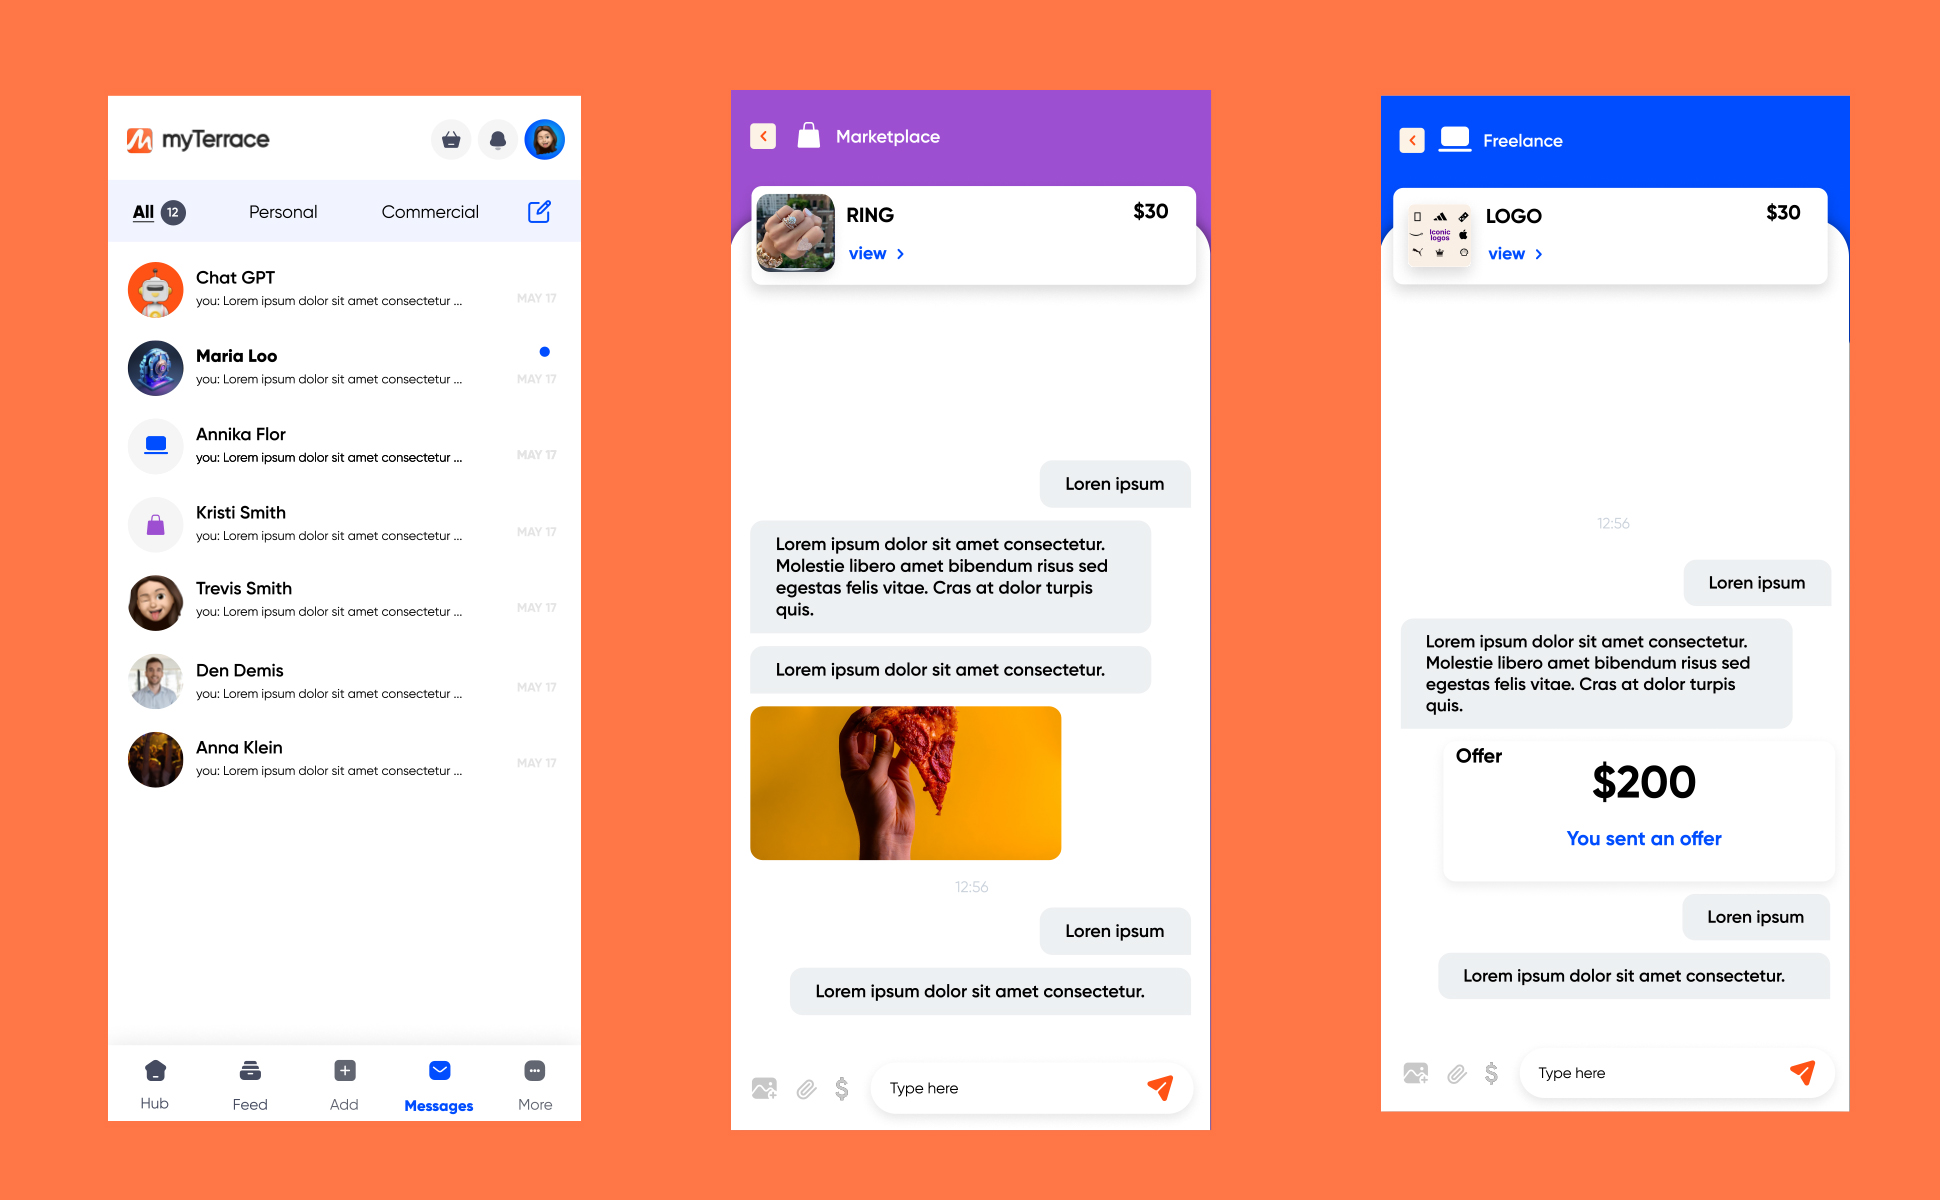 myTerrace
All 12 Personal Commercial
Chat GPT
you: Lorem ipsum dolor sit amet consectetur ...
MAY 17
Maria Loo
you: Lorem ipsum dolor sit amet consectetur ...
MAY 17
Annika Flor
you: Lorem ipsum dolor sit amet consectetur ...
MAY 17
Kristi Smith
you: Lorem ipsum dolor sit amet consectetur ...
MAY 17
Trevis Smith
you: Lorem ipsum dolor sit amet consectetur ...
MAY 17
Den Demis
you: Lorem ipsum dolor sit amet consectetur ...
MAY 17
Anna Klein
you: Lorem ipsum dolor sit amet consectetur ...
MAY 17
Hub Feed Add Messages More
Marketplace
RING
$30
view >
Loren ipsum
Lorem ipsum dolor sit amet consectetur.
Molestie libero amet bibendum risus sed
egestas felis vitae. Cras at dolor turpis
quis.
Lorem ipsum dolor sit amet consectetur.
12:56
Loren ipsum
Lorem ipsum dolor sit amet consectetur.
$
Type here
Freelance
Iconic
logos
LOGO
$30
view >
12:56
Loren ipsum
Lorem ipsum dolor sit amet consectetur.
Molestie libero amet bibendum risus sed
egestas felis vitae. Cras at dolor turpis
quis.
Offer
$200
You sent an offer
Loren ipsum
Lorem ipsum dolor sit amet consectetur.
$
Type here